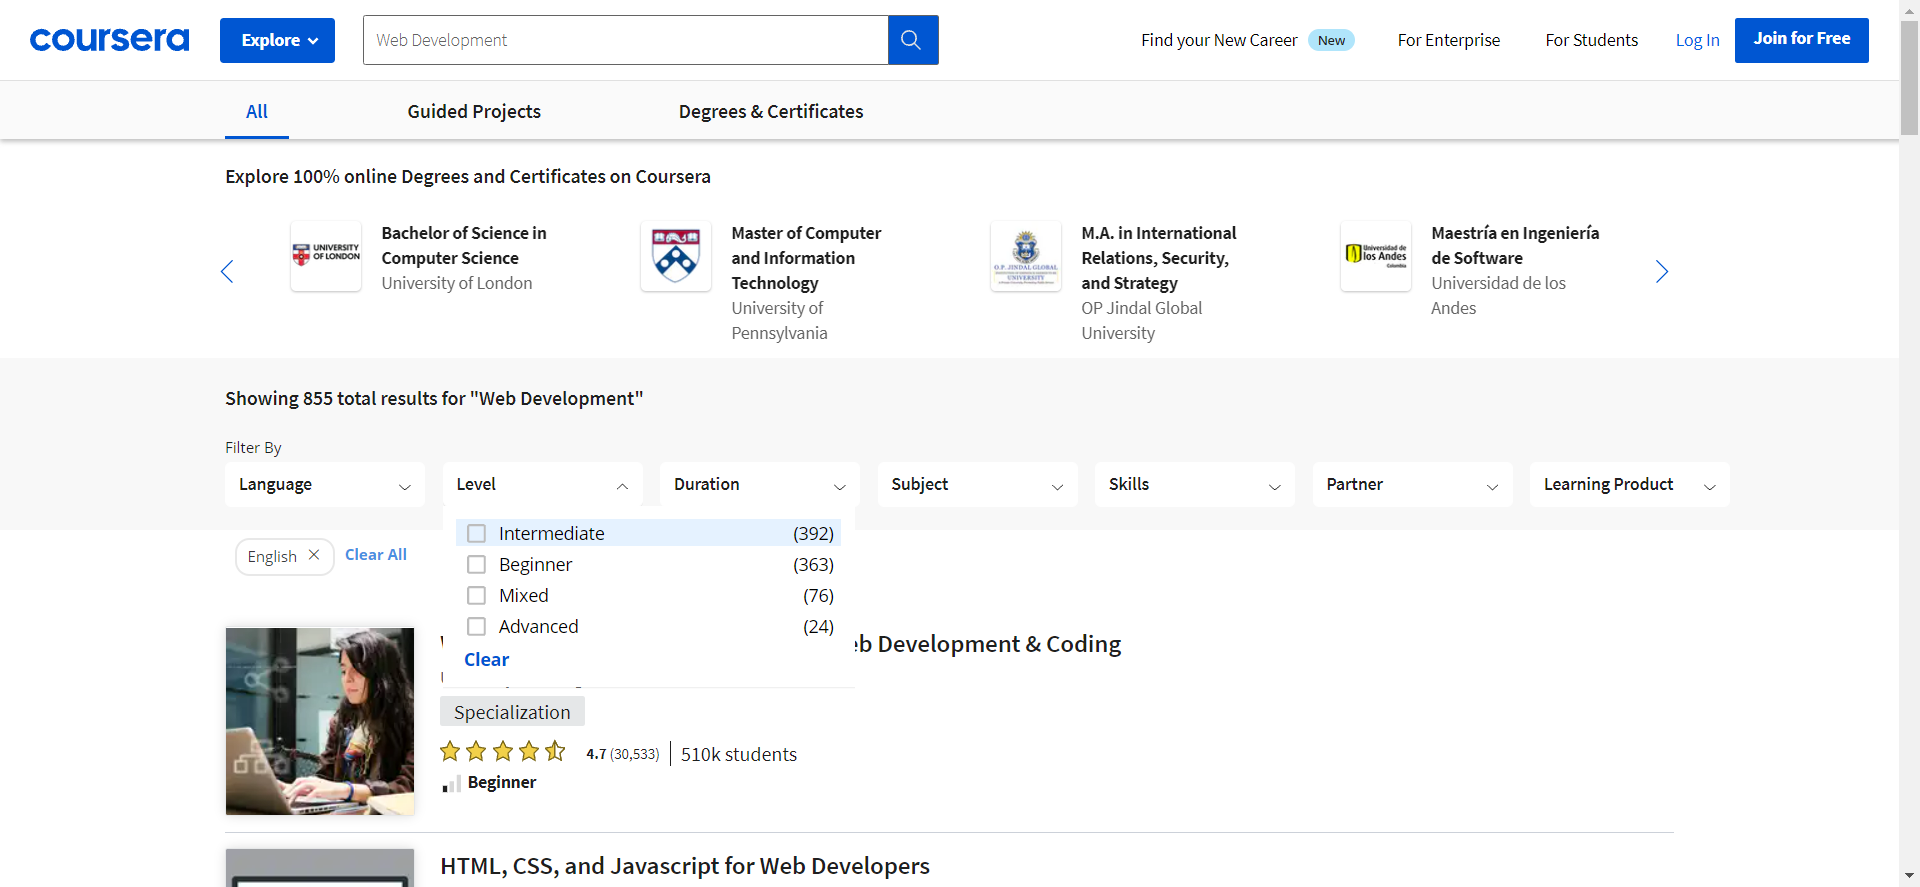 coursera
Explore
Web Development
Find your New Career New
For Enterprise
For Students
Log In
Join for Free
All
Guided Projects
Degrees & Certificates
Explore 100% online Degrees and Certificates on Coursera
UNIVERSITY OF LONDON
Bachelor of Science in
Computer Science
University of London
Master of Computer
and Information
Technology
University of
Pennsylvania
O.P. JINDAL GLOBAL
UNIVERSITY
M.A. in International
Relations, Security,
and Strategy
OP Jindal Global
University
Universidad de
los Andes
Colombia
Maestría en Ingeniería
de Software
Universidad de los
Andes
Showing 855 total results for "Web Development"
Filter By
Language
Level
Duration
Subject
Skills
Partner
Learning Product
English
Clear All
Intermediate (392)
Beginner (363)
Mixed (76)
Advanced (24)
Clear
eb Development & Coding
Specialization
4.7 (30,533) 510k students
Beginner
HTML, CSS, and Javascript for Web Developers